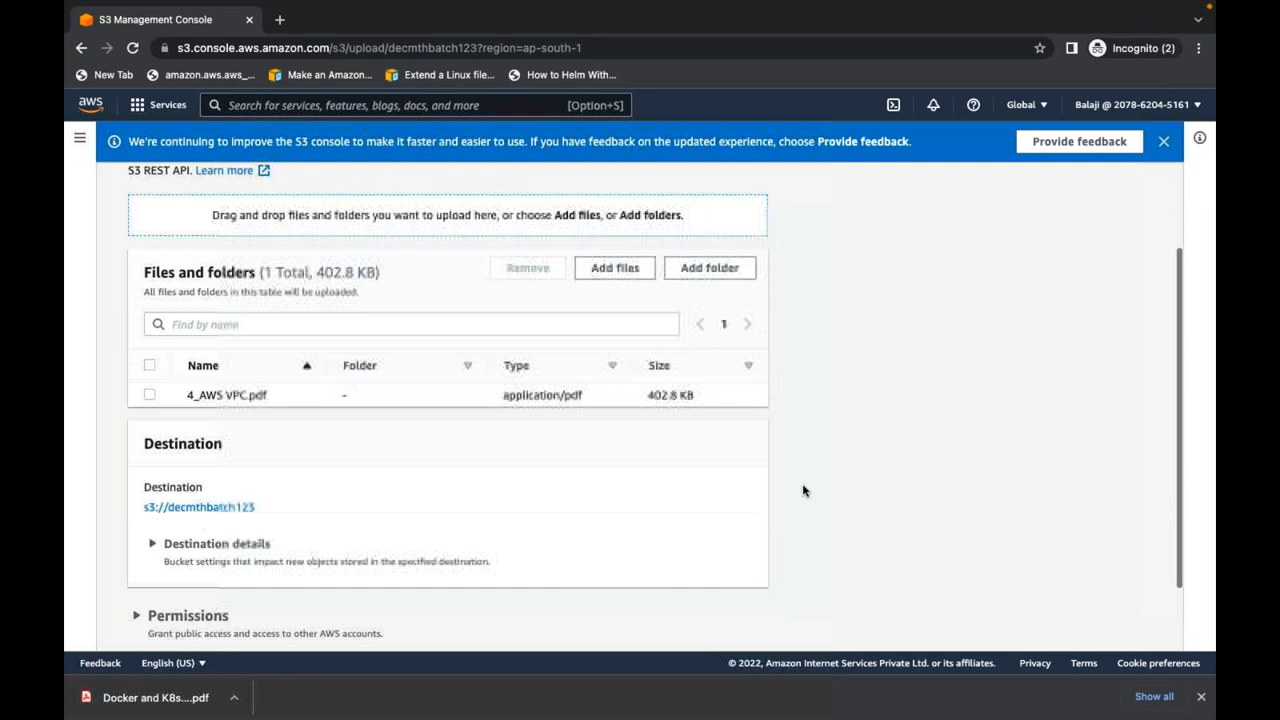 S3 Management Console
s3.console.aws.amazon.com/s3/upload/decmthbatch123?region=ap-south-1
Incognito (2)
New Tab
amazon.aws.aws_...
Make an Amazon...
Extend a Linux file...
How to Helm With...
aws
Services
Search for services, features, blogs, docs, and more
[Option+S]
Global
Balaji @ 2078-6204-5161
We're continuing to improve the S3 console to make it faster and easier to use. If you have feedback on the updated experience, choose Provide feedback.
Provide feedback
S3 REST API. Learn more
Drag and drop files and folders you want to upload here, or choose Add files, or Add folders.
Files and folders (1 Total, 402.8 KB)
Remove
Add files
Add folder
All files and folders in this table will be uploaded.
Find by name
1
Name
Folder
Type
Size
4_AWS VPC.pdf
-
application/pdf
402.8 KB
Destination
Destination
s3://decmthbatch123
Destination details
Bucket settings that impact new objects stored in the specified destination.
Permissions
Grant public access and access to other AWS accounts.
Feedback
English (US)
© 2022, Amazon Internet Services Private Ltd. or its affiliates.
Privacy
Terms
Cookie preferences
Docker and K8s....pdf
Show all